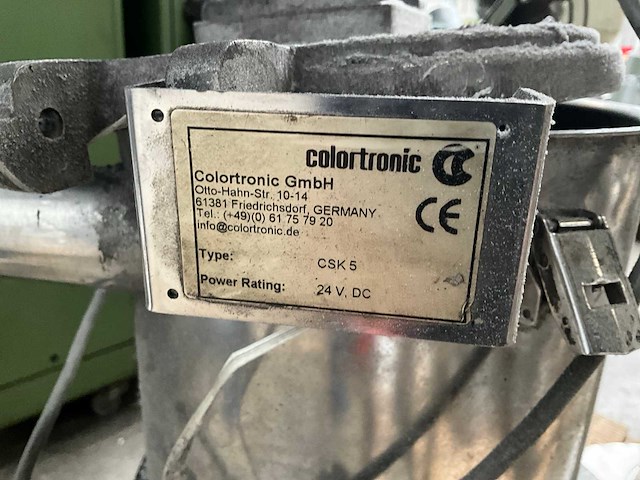 colortronic
Colortronic GmbH
Otto-Hahn-Str. 10-14
61381 Friedrichsdorf, GERMANY
Tel.: (+49)(0) 61 75 79 20
info@colortronic.de
CE
Type: CSK 5
Power Rating: 24 V, DC